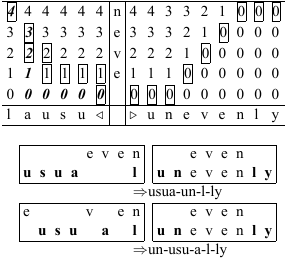 4 4 4 4 4 4 n 4 4 3 3 2 1 0 0 0
3 3 3 3 3 3 e 3 3 3 2 1 0 0 0 0
2 2 2 2 2 2 v 2 2 2 1 0 0 0 0 0
1 1 1 1 1 1 e 1 1 1 0 0 0 0 0 0
0 0 0 0 0 0 0 0 0 0 0 0 0 0 0
l a u s u ◁ ▷ u n e v e n l y
e v e n e v e n
u s u a l u n e v e n l y
⇒usua-un-l-ly
e v e n e v e n
u s u a l u n e v e n l y
⇒un-usu-a-l-ly